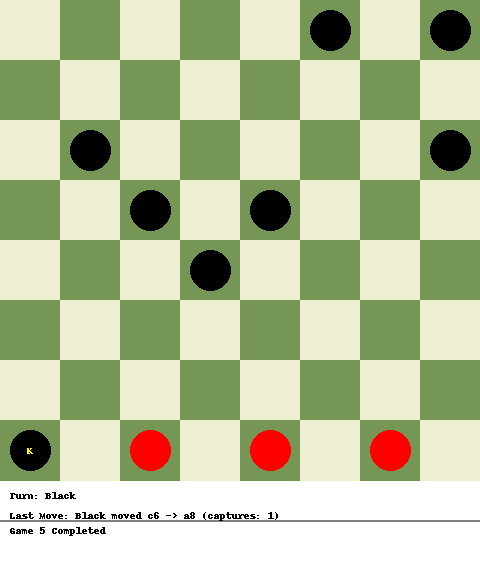 K
Turn: Black
Last Move: Black moved c6 -> a8 (captures: 1)
Game 5 Completed